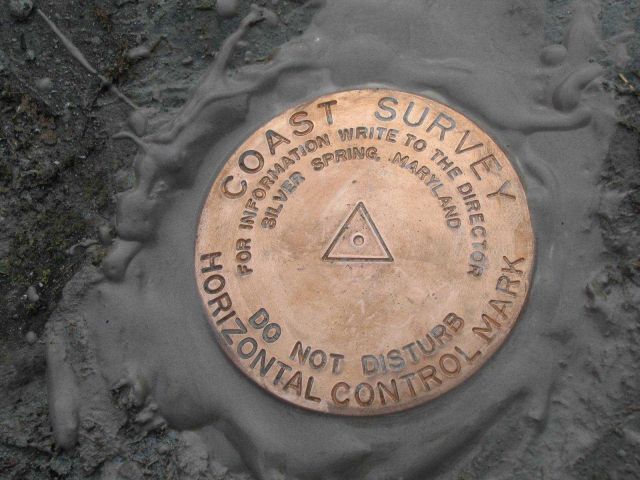 COAST SURVEY
FOR INFORMATION WRITE TO THE DIRECTOR
SILVER SPRING, MARYLAND
DO NOT DISTURB
HORIZONTAL CONTROL MARK